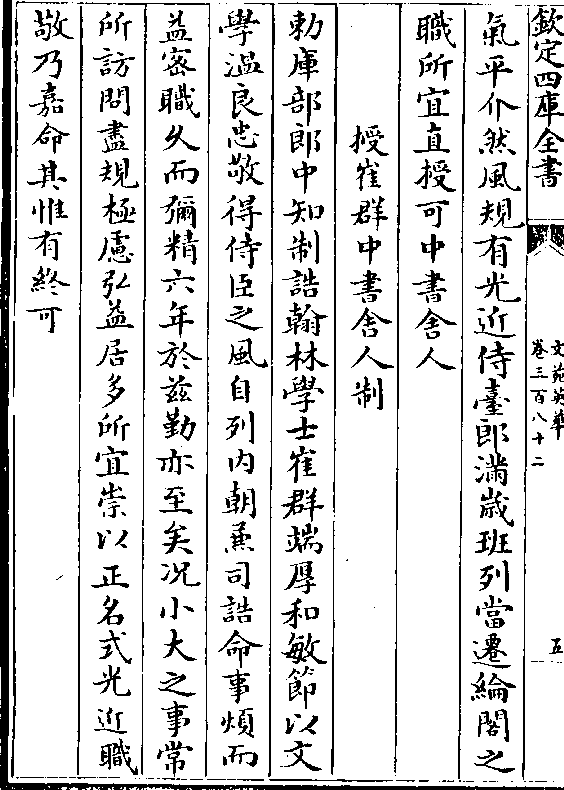 欽定四庫全書
文苑英華
卷三百八十二
五
氣平介然風規有光近侍臺郎滿歲班列當遷綸閣之
職所宜直授可中書舍人
授崔群中書舎人制
勅庫部郎中知制誥翰林學士崔群端厚和敏節以文
學溫良忠敬得侍臣之風自列内朝兼司誥命事煩而
益密職久而彌精六年於兹勤亦至矣況小大之事常
所訪問盡規極慮弘益居多所宜崇以正名式光近職
敬乃嘉命其惟有終可